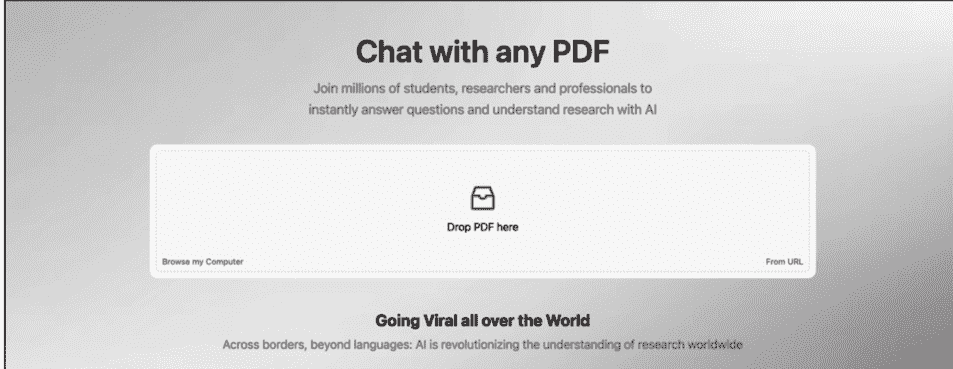 Chat with any PDF
Join millions of students, researchers and professionals to
instantly answer questions and understand research with AI
Drop PDF here
Browse my Computer
From URL
Going Viral all over the World
Across borders, beyond languages: AI is revolutionizing the understanding of research worldwide